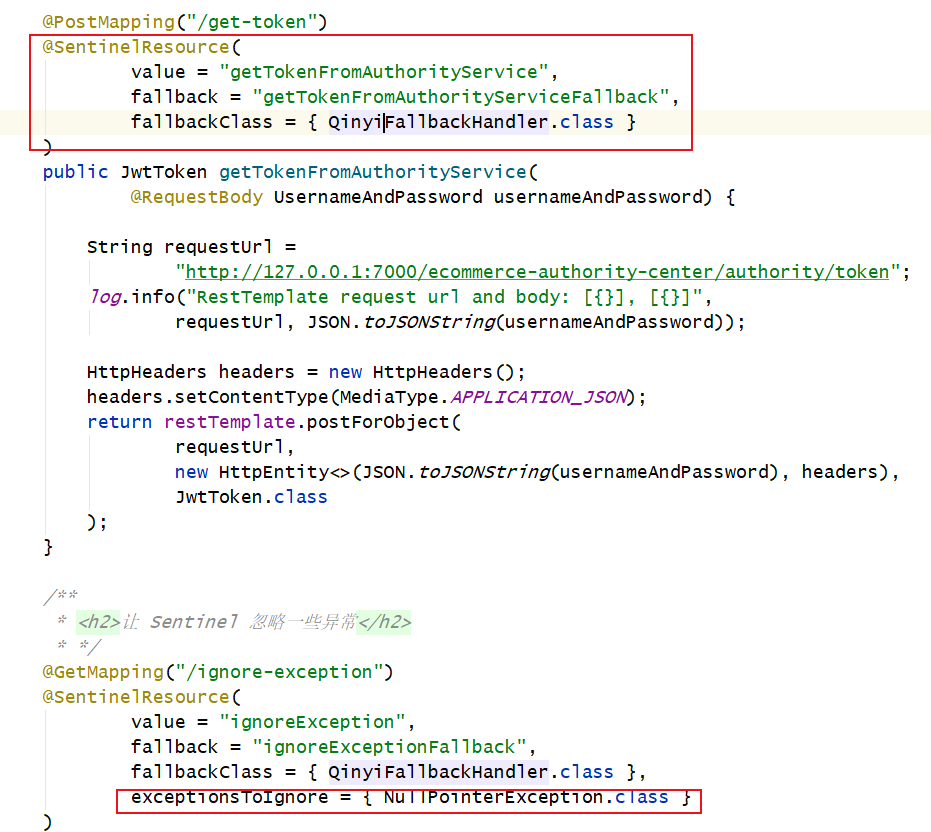 @PostMapping("/get-token")
@SentinelResource(
        value = "getTokenFromAuthorityService",
        fallback = "getTokenFromAuthorityServiceFallback",
        fallbackClass = { QinyiFallbackHandler.class }
)
public JwtToken getTokenFromAuthorityService(
        @RequestBody UsernameAndPassword usernameAndPassword) {

    String requestUrl =
            "http://127.0.0.1:7000/ecommerce-authority-center/authority/token";
    log.info("RestTemplate request url and body: [{}], [{}]",
            requestUrl, JSON.toJSONString(usernameAndPassword));

    HttpHeaders headers = new HttpHeaders();
    headers.setContentType(MediaType.APPLICATION_JSON);
    return restTemplate.postForObject(
            requestUrl,
            new HttpEntity<>(JSON.toJSONString(usernameAndPassword), headers),
            JwtToken.class
    );
}

/**
 * <h2>让 Sentinel 忽略一些异常</h2>
 * */
@GetMapping("/ignore-exception")
@SentinelResource(
        value = "ignoreException",
        fallback = "ignoreExceptionFallback",
        fallbackClass = { QinyiFallbackHandler.class },
        exceptionsToIgnore = { NullPointerException.class }
)